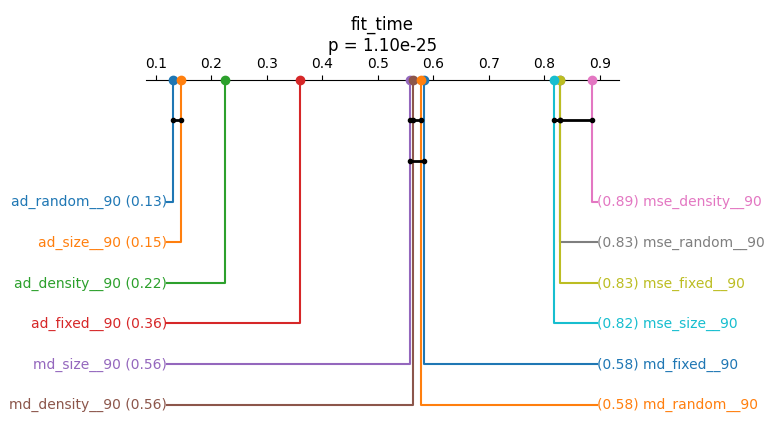 fit_time
p = 1.10e-25
0.1 0.2 0.3 0.4 0.5 0.6 0.7 0.8 0.9
ad_random__90 (0.13) (0.89) mse_density__90
ad_size__90 (0.15) (0.83) mse_random__90
ad_density__90 (0.22) (0.83) mse_fixed__90
ad_fixed__90 (0.36) (0.82) mse_size__90
md_size__90 (0.56) (0.58) md_fixed__90
md_density__90 (0.56) (0.58) md_random__90